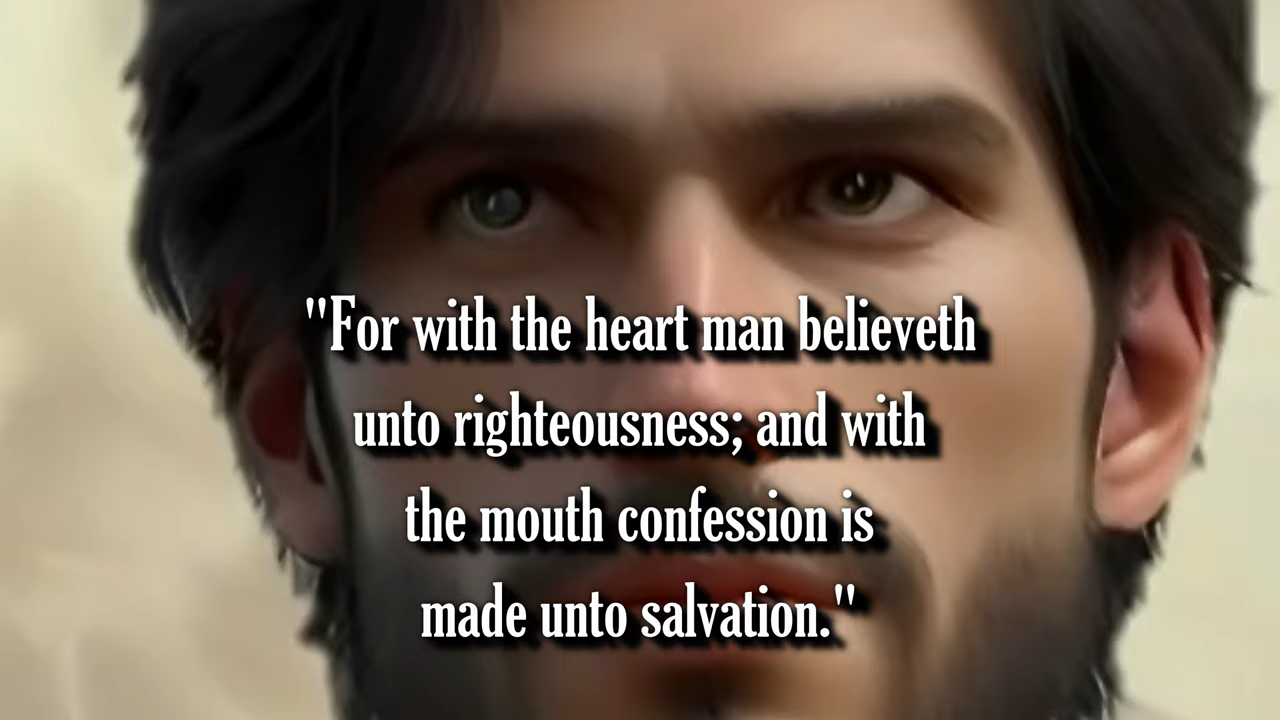 "For with the heart man believeth
unto righteousness; and with
the mouth confession is
made unto salvation."